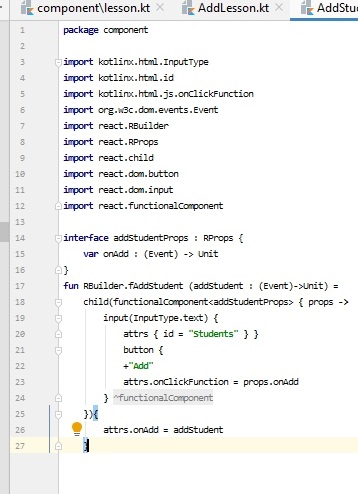 component\lesson.kt AddLesson.kt AddStu
1 package component
2
3 import kotlinx.html.InputType
4 import kotlinx.html.id
5 import kotlinx.html.js.onClickFunction
6 import org.w3c.dom.events.Event
7 import react.RBuilder
8 import react.RProps
9 import react.child
10 import react.dom.button
11 import react.dom.input
12 import react.functionalComponent
13
14 interface addStudentProps : RProps {
15 var onAdd : (Event) -> Unit
16 }
17 fun RBuilder.fAddStudent (addStudent : (Event)->Unit) =
18 child(functionalComponent<addStudentProps> { props ->
19 input(InputType.text) {
20 attrs { id = "Students" } }
21 button {
22 +"Add"
23 attrs.onClickFunction = props.onAdd
24 } ^functionalComponent
25 }){
26 attrs.onAdd = addStudent
27 }